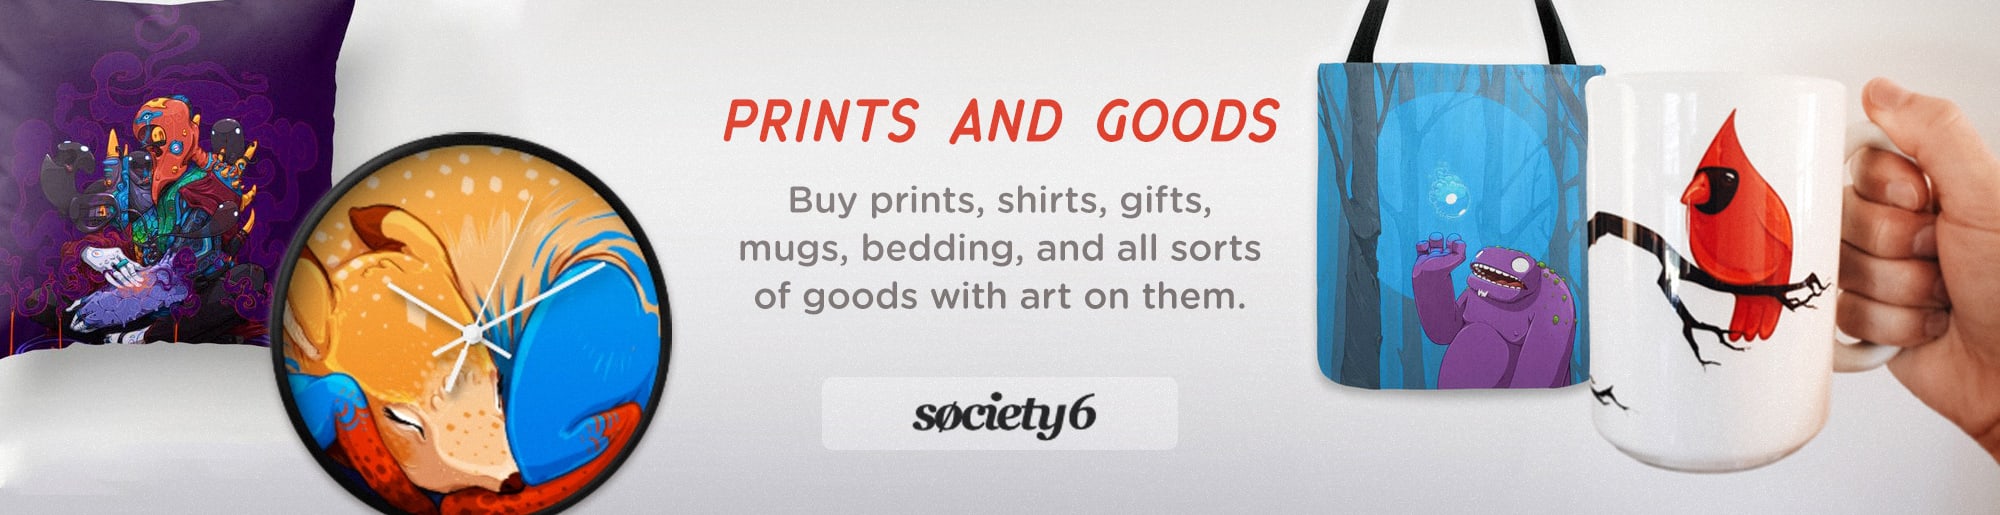 PRINTS AND GOODS
Buy prints, shirts, gifts,
mugs, bedding, and all sorts
of goods with art on them.
søciety6